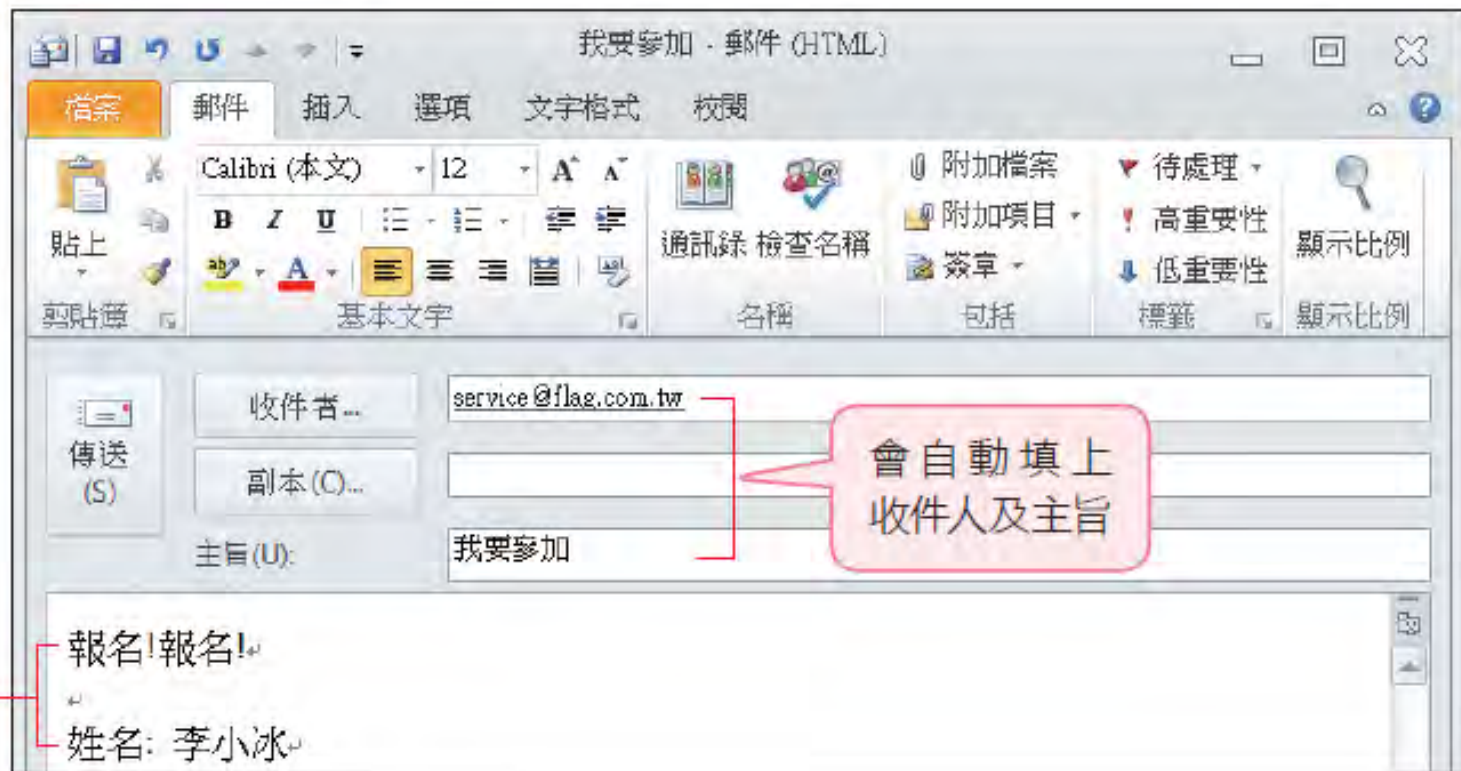 我要參加 - 郵件 (HTML)
檔案 郵件 插入 選項 文字格式 校閱
貼上
剪貼簿
Calibri (本文) 12 A A
B I U
ab A
基本文字
通訊錄 檢查名稱
名稱
附加檔案
附加項目
簽章
包括
待處理
高重要性
低重要性
標籤
顯示比例
顯示比例
傳送
(S)
收件者...
service@flag.com.tw
副本(C)...
主旨(U):
我要參加
會自動填上
收件人及主旨
報名!報名!
姓名: 李小冰